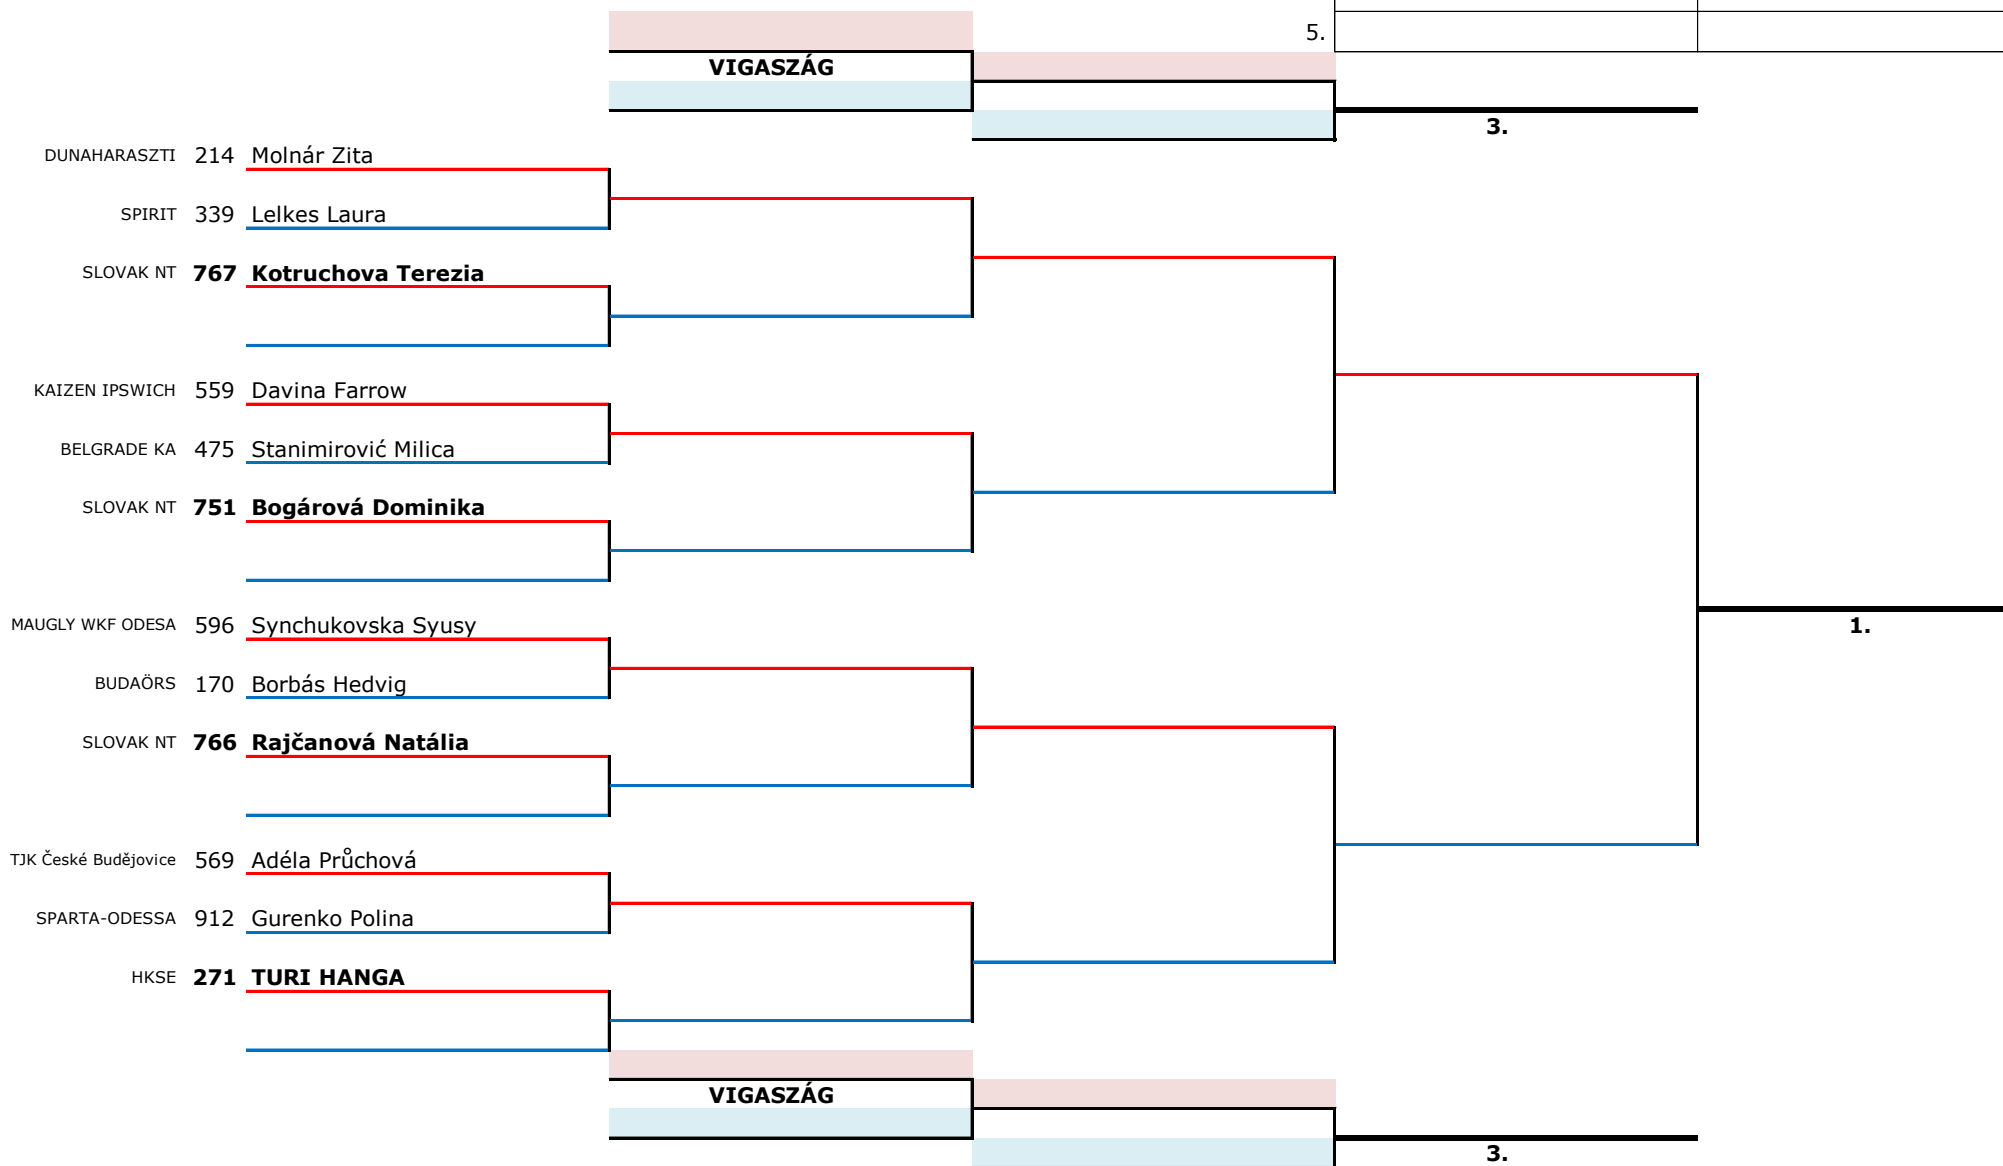 5.
VIGASZÁG
3.
DUNAHARASZTI 214 Molnár Zita
SPIRIT 339 Lelkes Laura
SLOVAK NT 767 Kotruchova Terezia
KAIZEN IPSWICH 559 Davina Farrow
BELGRADE KA 475 Stanimirović Milica
SLOVAK NT 751 Bogárová Dominika
MAUGLY WKF ODESA 596 Synchukovska Syusy
1.
BUDAÖRS 170 Borbás Hedvig
SLOVAK NT 766 Rajčanová Natália
TJK České Budějovice 569 Adéla Průchová
SPARTA-ODESSA 912 Gurenko Polina
HKSE 271 TURI HANGA
VIGASZÁG
3.